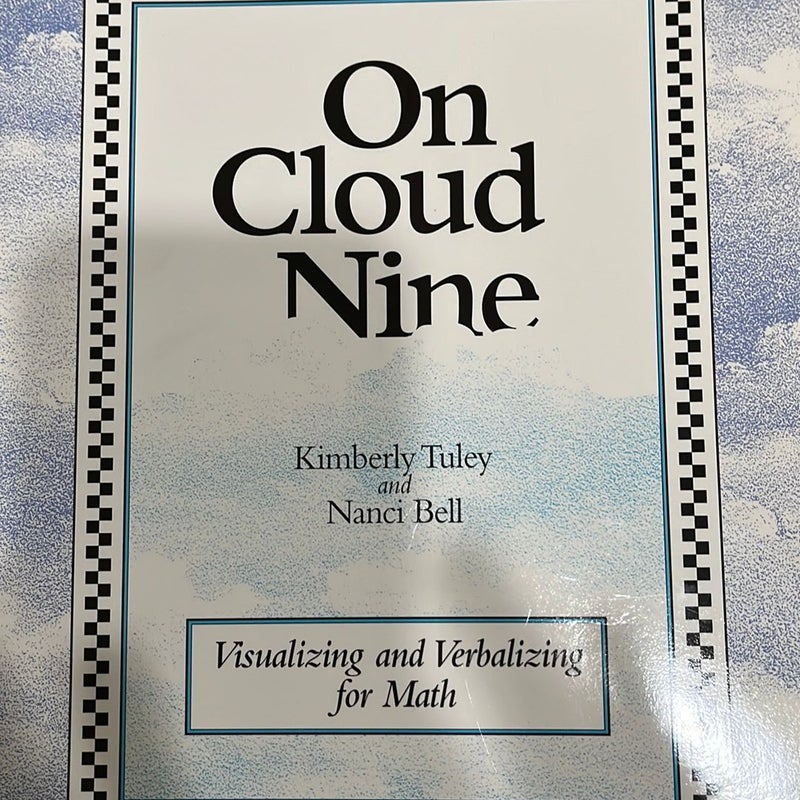 On
Cloud
Nine
Kimberly Tuley
and
Nanci Bell
Visualizing and Verbalizing
for Math